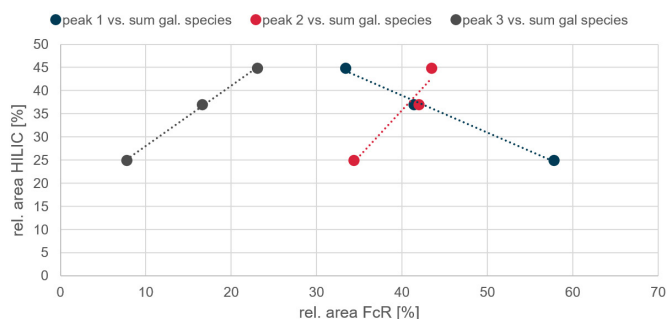 peak 1 vs. sum gal. species peak 2 vs. sum gal. species peak 3 vs. sum gal species
50
45
40
35
30
25
20
15
10
5
0
rel. area HILIC [%]
0 10 20 30 40 50 60 70
rel. area FcR [%]